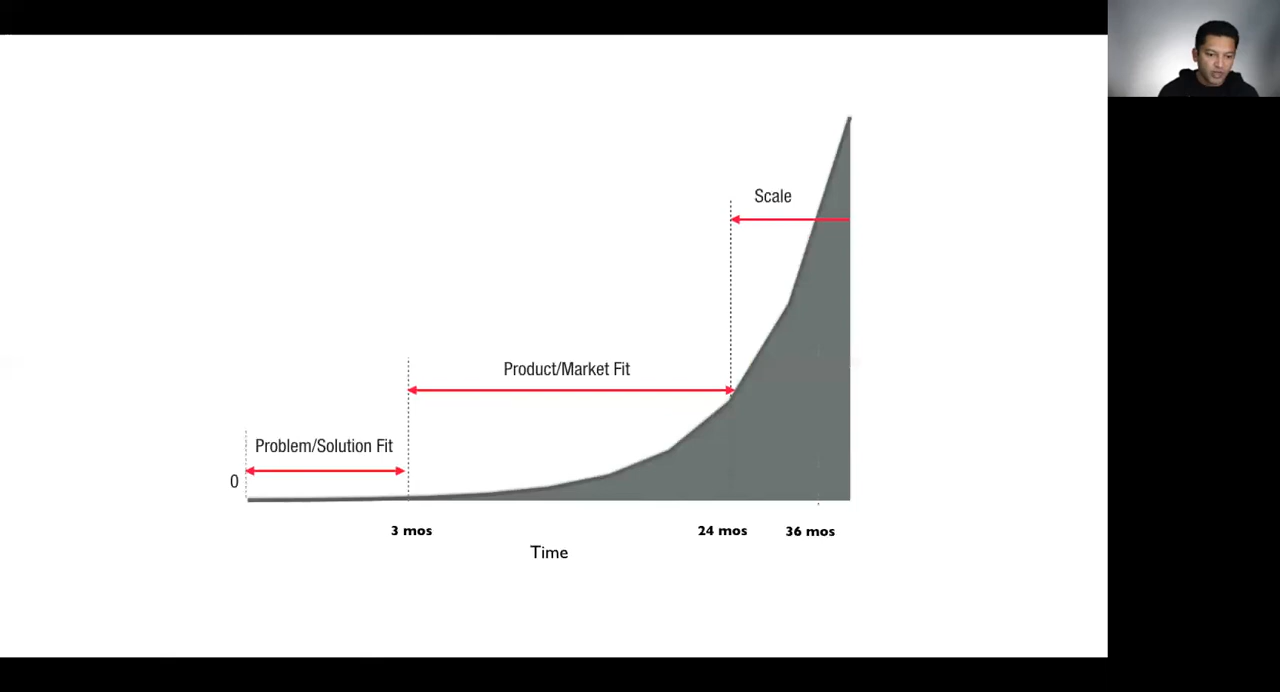 Scale
Product/Market Fit
Problem/Solution Fit
0
3 mos
24 mos
36 mos
Time